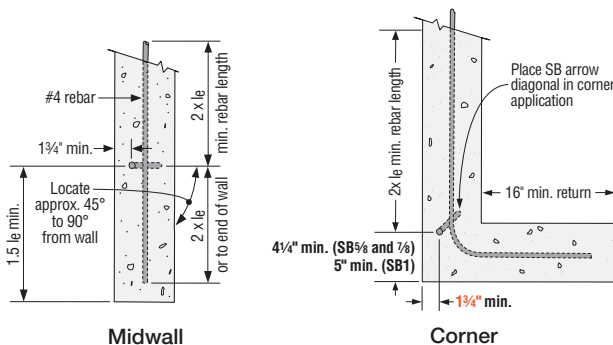 #4 rebar
1¾" min.
Locate
approx. 45°
to 90°
from wall
1.5 le min.
2 x le
min. rebar length
2 x le
or to end of wall
Midwall
2x le min. rebar length
Place SB arrow
diagonal in corner
application
16" min. return
4¼" min. (SB⅝ and ⅞)
5" min. (SB1)
1¾" min.
Corner